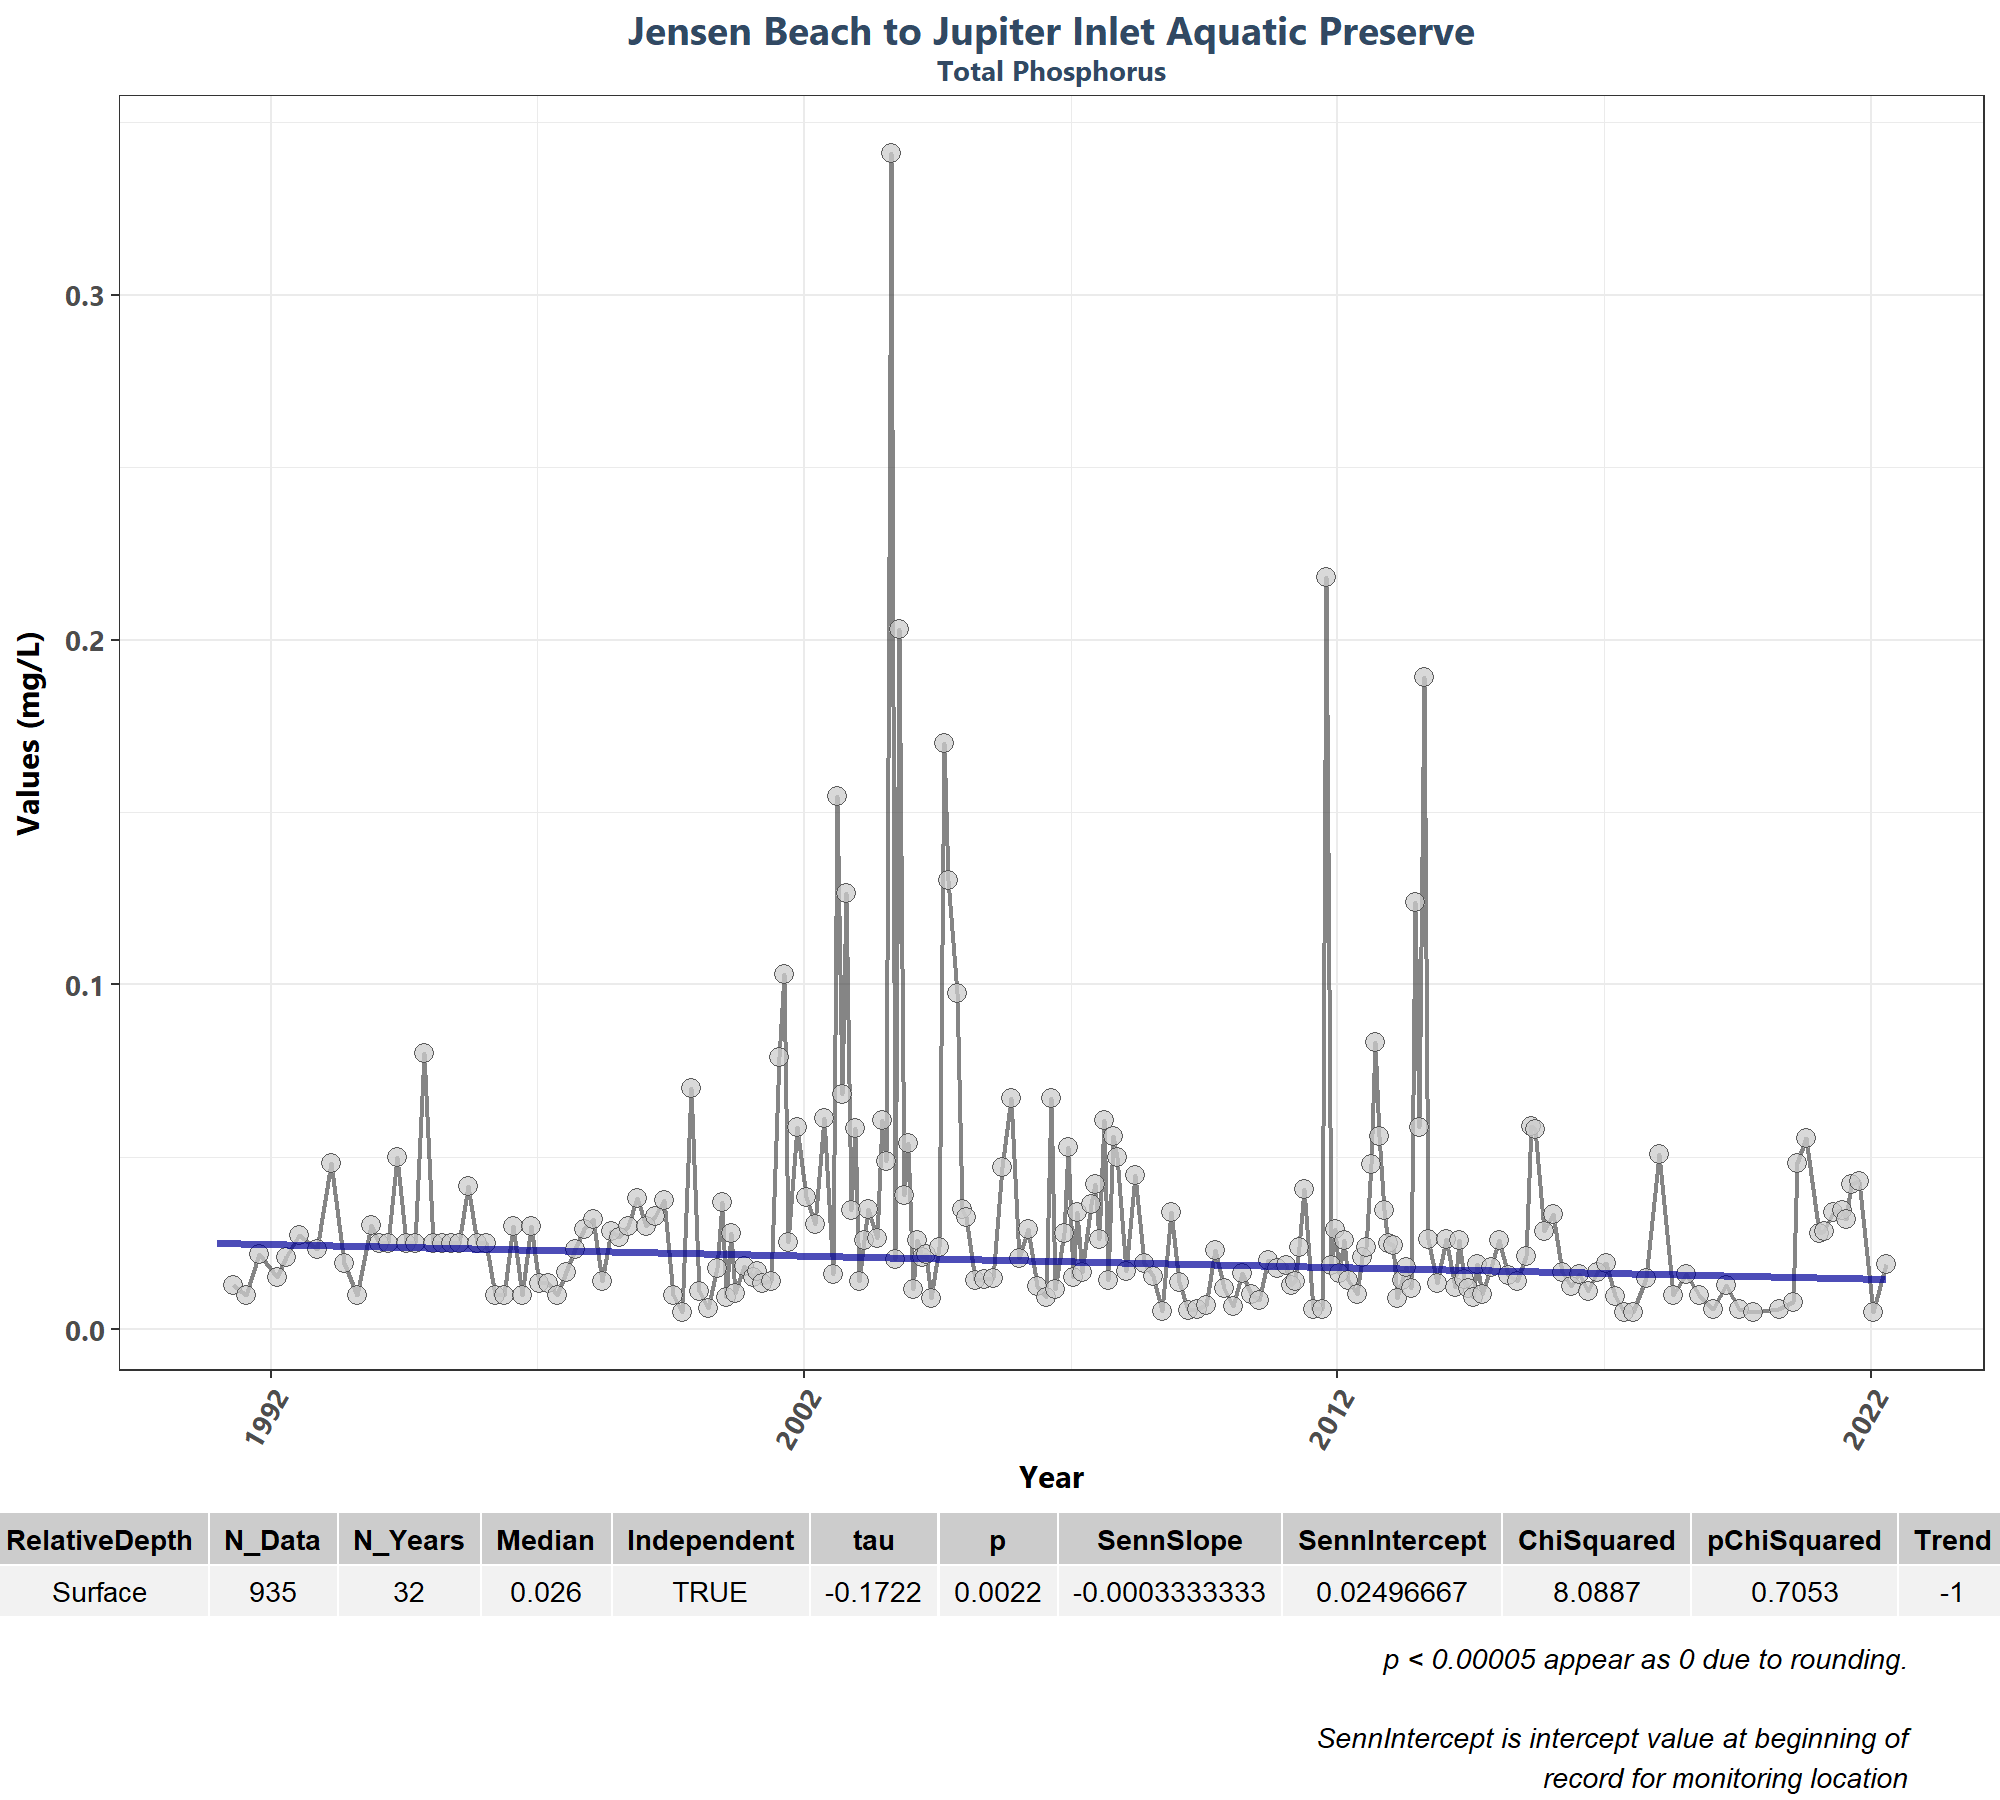 Jensen Beach to Jupiter Inlet Aquatic Preserve
Total Phosphorus
Values (mg/L)
0.3
0.2
0.1
0.0
1992
2002
2012
2022
Year
RelativeDepth N_Data N_Years Median Independent tau p SennSlope SennIntercept ChiSquared pChiSquared Trend
Surface 935 32 0.026 TRUE -0.1722 0.0022 -0.0003333333 0.02496667 8.0887 0.7053 -1
p < 0.00005 appear as 0 due to rounding.
SennIntercept is intercept value at beginning of
record for monitoring location